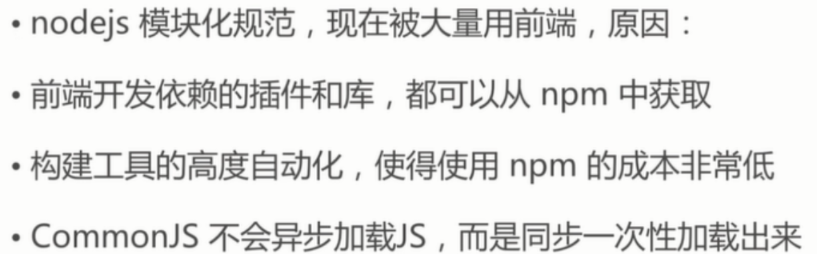 • nodejs 模块化规范，现在被大量用前端，原因：
• 前端开发依赖的插件和库，都可以从 npm 中获取
• 构建工具的高度自动化，使得使用 npm 的成本非常低
• CommonJS 不会异步加载JS，而是同步一次性加载出来